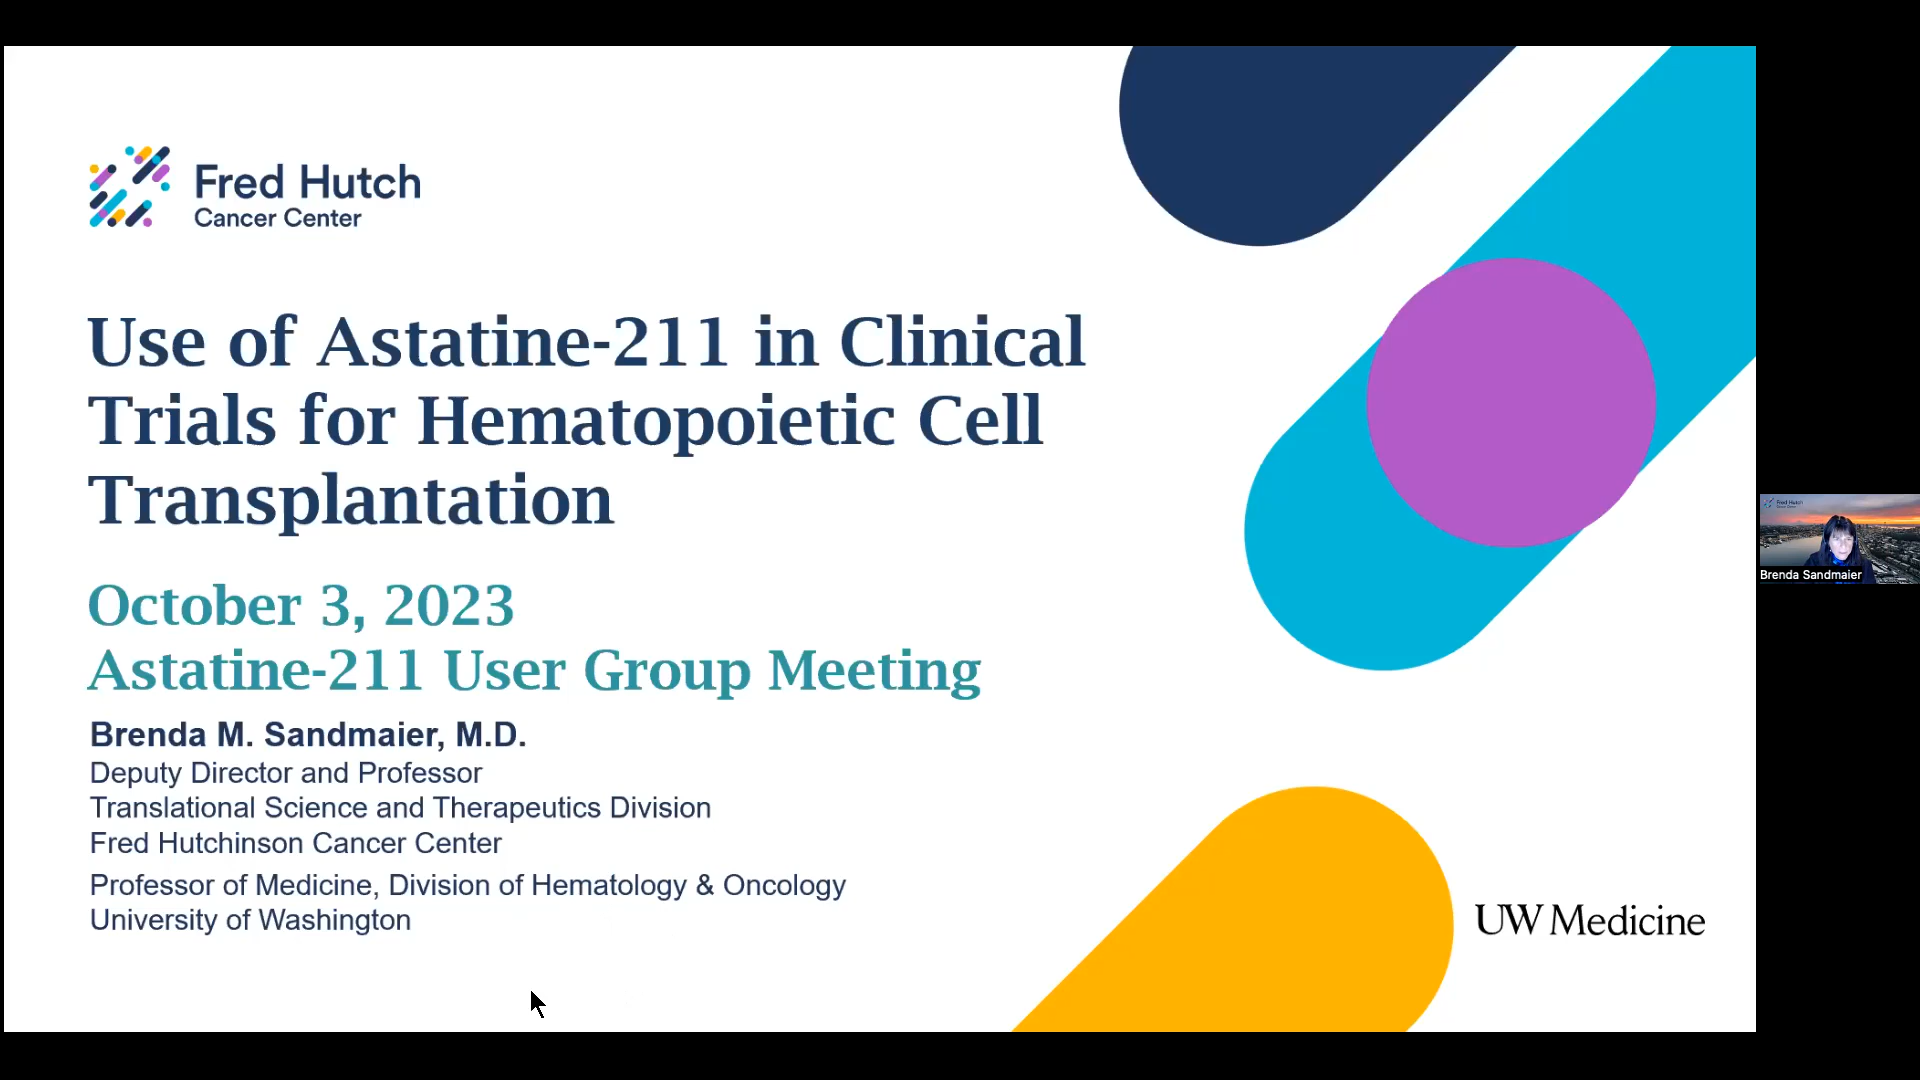 Fred Hutch
Cancer Center
Use of Astatine-211 in Clinical
Trials for Hematopoietic Cell
Transplantation
October 3, 2023
Astatine-211 User Group Meeting
Brenda M. Sandmaier, M.D.
Deputy Director and Professor
Translational Science and Therapeutics Division
Fred Hutchinson Cancer Center
Professor of Medicine, Division of Hematology & Oncology
University of Washington
UW Medicine
Fred Hutch
Brenda Sandmaier